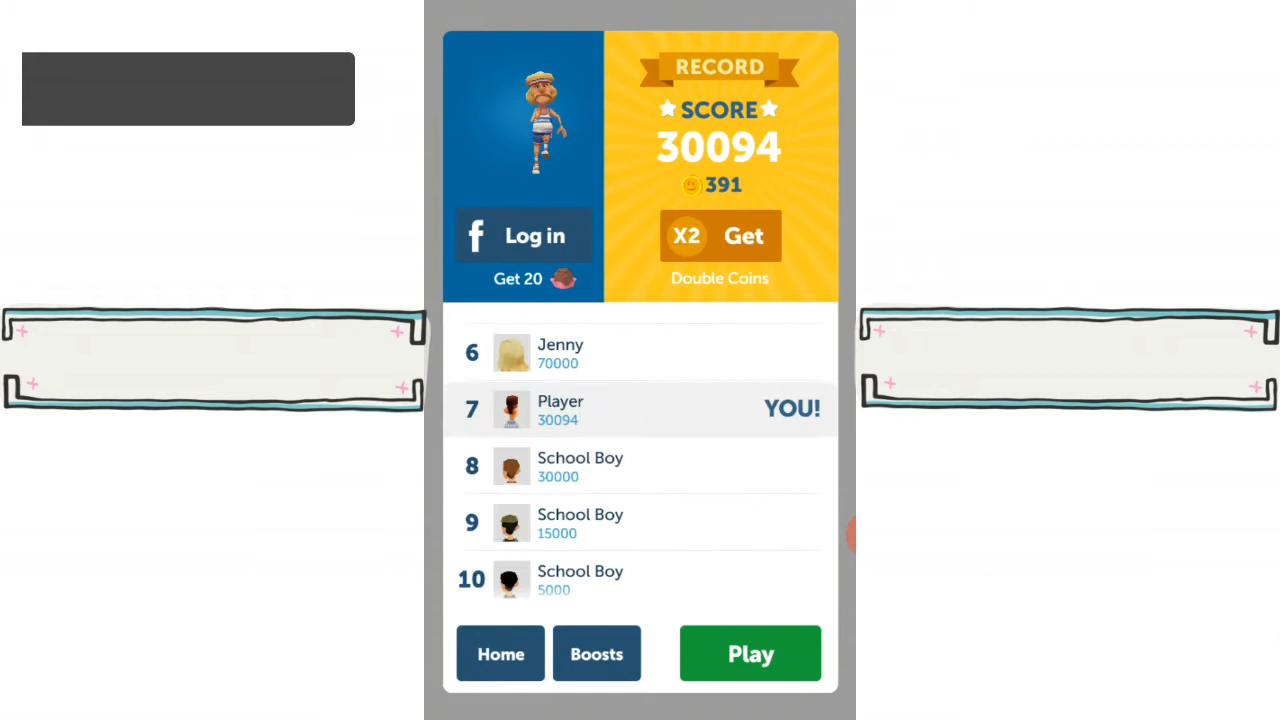 RECORD
SCORE
30094
391
f Log in
X2 Get
Get 20
Double Coins
6 Jenny
70000
7 Player YOU!
30094
8 School Boy
30000
9 School Boy
15000
10 School Boy
5000
Home Boosts Play